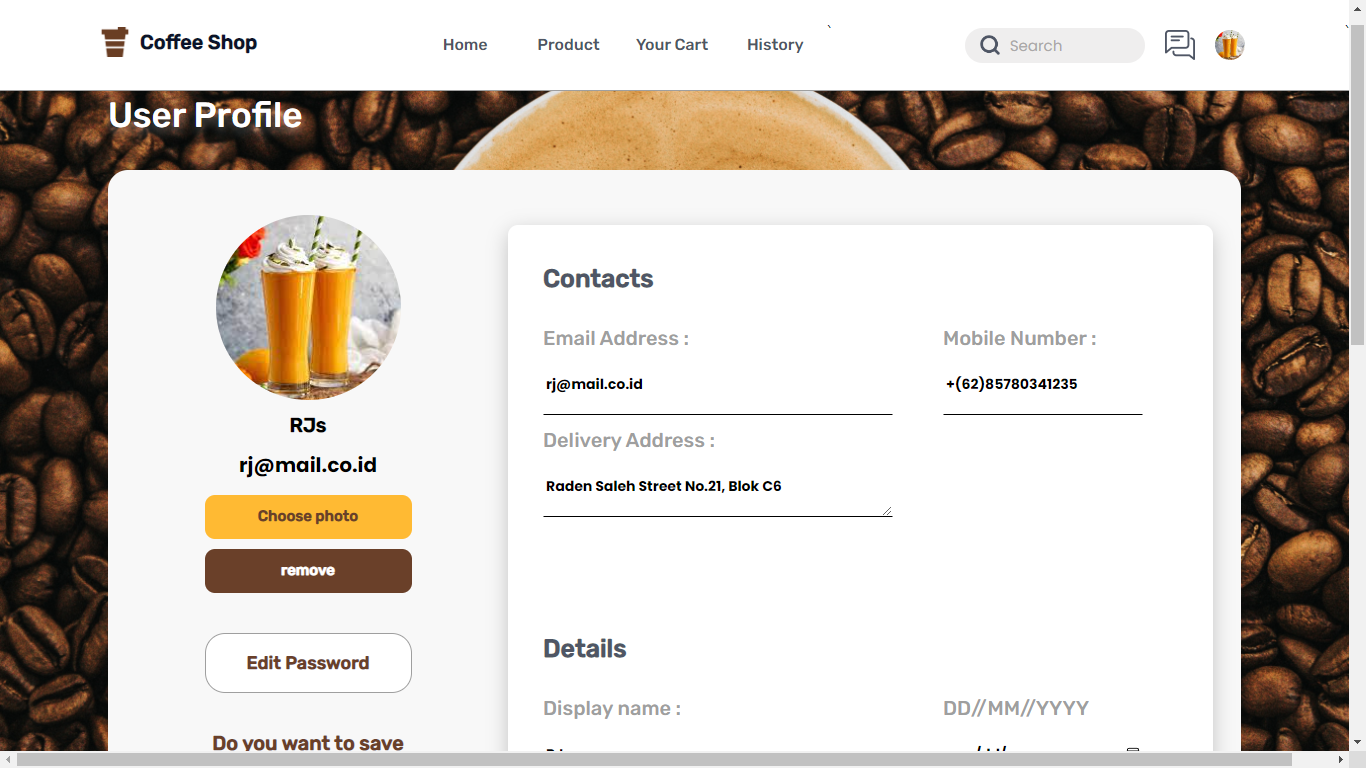 Coffee Shop
Home
Product
Your Cart
History
`
Search
User Profile
RJs
rj@mail.co.id
Choose photo
remove
Edit Password
Do you want to save
Contacts
Email Address :
Mobile Number :
rj@mail.co.id
+(62)85780341235
Delivery Address :
Raden Saleh Street No.21, Blok C6
Details
Display name :
DD//MM//YYYY